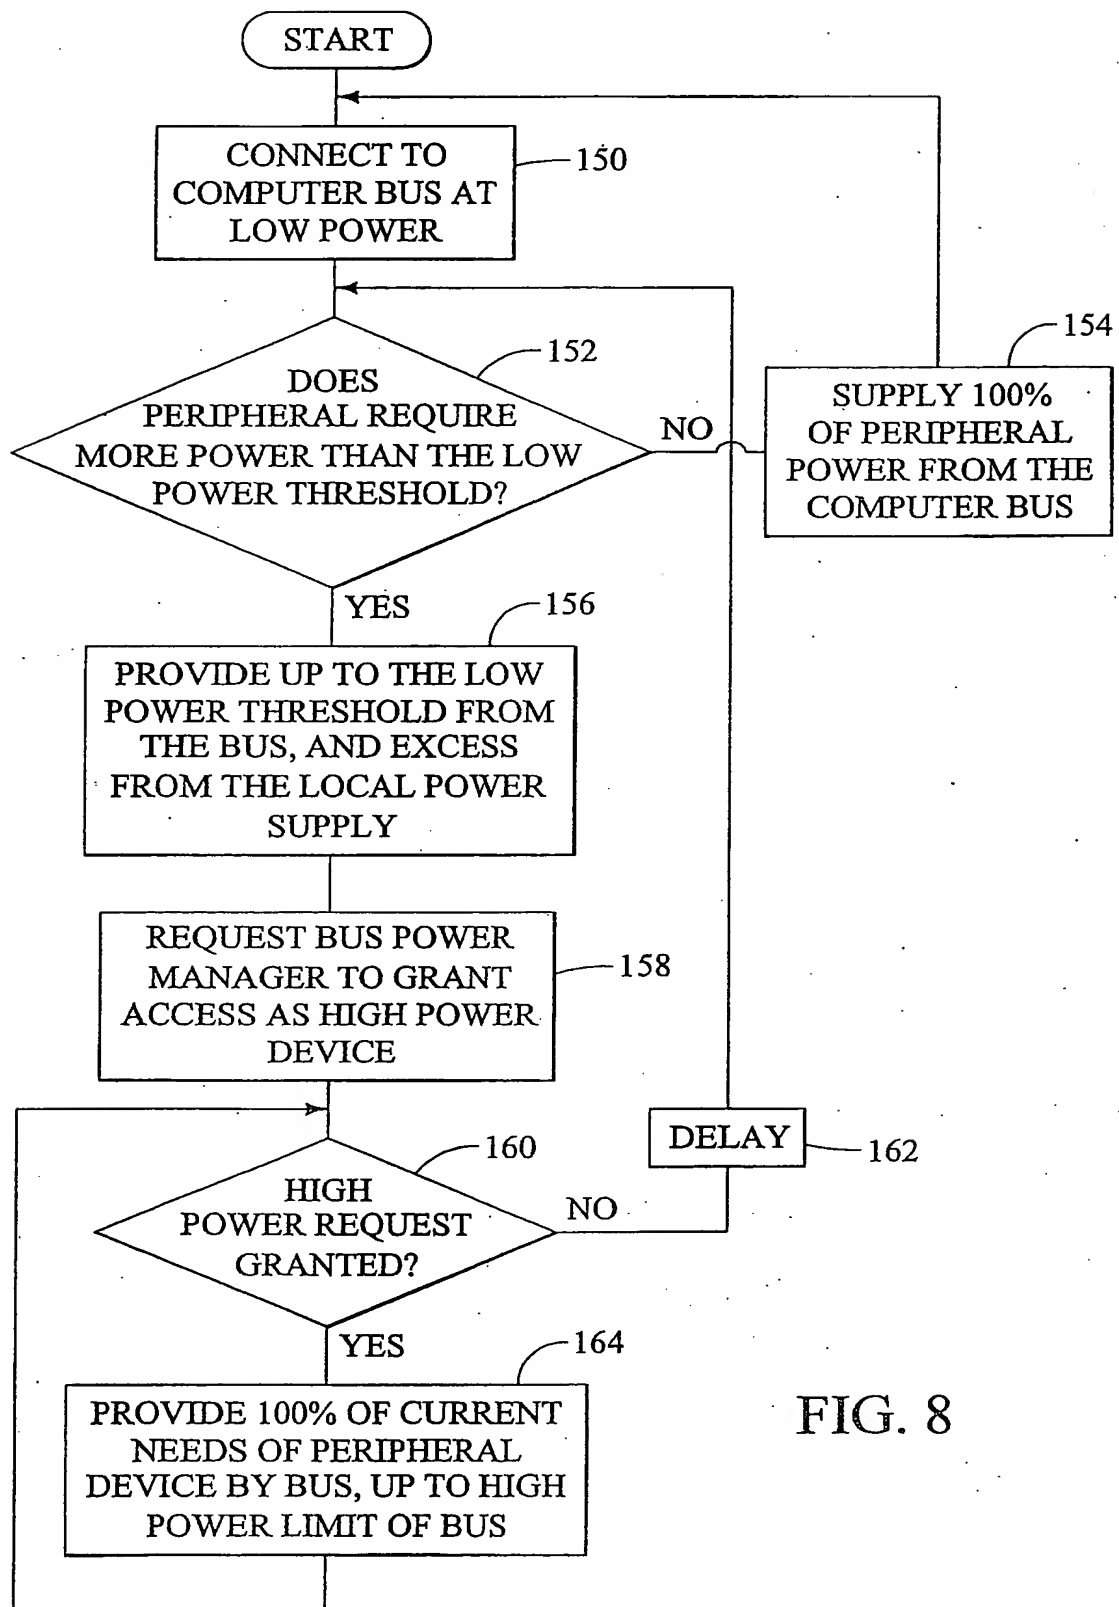 START
CONNECT TO
COMPUTER BUS AT
LOW POWER
150
152
DOES
PERIPHERAL REQUIRE
MORE POWER THAN THE LOW
POWER THRESHOLD?
NO
154
SUPPLY 100%
OF PERIPHERAL
POWER FROM THE
COMPUTER BUS
YES
156
PROVIDE UP TO THE LOW
POWER THRESHOLD FROM
THE BUS, AND EXCESS
FROM THE LOCAL POWER
SUPPLY
REQUEST BUS POWER
MANAGER TO GRANT
ACCESS AS HIGH POWER
DEVICE
158
160
HIGH
POWER REQUEST
GRANTED?
NO
DELAY
162
YES
164
PROVIDE 100% OF CURRENT
NEEDS OF PERIPHERAL
DEVICE BY BUS, UP TO HIGH
POWER LIMIT OF BUS
FIG. 8